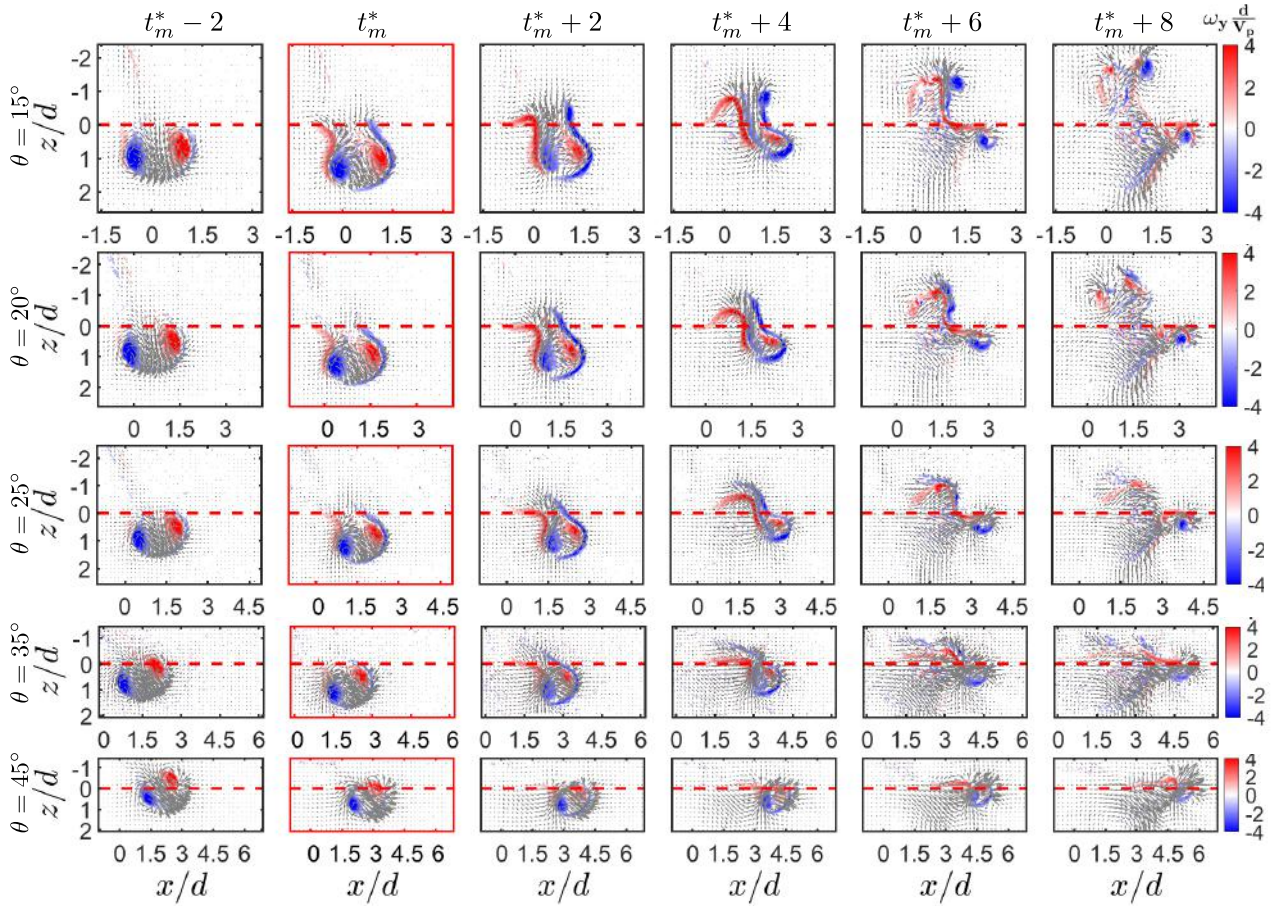 t*m − 2 t*m t*m + 2 t*m + 4 t*m + 6 t*m + 8 ωy d/Vp
θ = 15°
z/d
-2 -1 0 1 2
4 2 0 -2 -4
-1.5 0 1.5 3 -1.5 0 1.5 3 -1.5 0 1.5 3 -1.5 0 1.5 3 -1.5 0 1.5 3 -1.5 0 1.5 3
θ = 20°
z/d
-2 -1 0 1 2
4 2 0 -2 -4
0 1.5 3 0 1.5 3 0 1.5 3 0 1.5 3 0 1.5 3 0 1.5 3
θ = 25°
z/d
-2 -1 0 1 2
4 2 0 -2 -4
0 1.5 3 4.5 0 1.5 3 4.5 0 1.5 3 4.5 0 1.5 3 4.5 0 1.5 3 4.5 0 1.5 3 4.5
θ = 35°
z/d
-1 0 1 2
4 2 0 -2 -4
0 1.5 3 4.5 6 0 1.5 3 4.5 6 0 1.5 3 4.5 6 0 1.5 3 4.5 6 0 1.5 3 4.5 6 0 1.5 3 4.5 6
θ = 45°
z/d
-1 0 1 2
4 2 0 -2 -4
0 1.5 3 4.5 6 0 1.5 3 4.5 6 0 1.5 3 4.5 6 0 1.5 3 4.5 6 0 1.5 3 4.5 6 0 1.5 3 4.5 6
x/d x/d x/d x/d x/d x/d